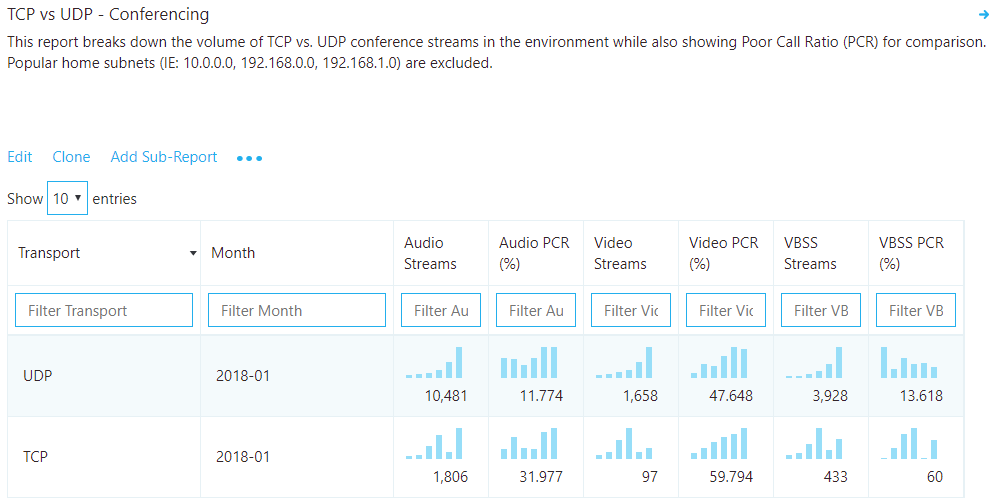 TCP vs UDP - Conferencing
This report breaks down the volume of TCP vs. UDP conference streams in the environment while also showing Poor Call Ratio (PCR) for comparison.
Popular home subnets (IE: 10.0.0.0, 192.168.0.0, 192.168.1.0) are excluded.
Edit Clone Add Sub-Report
Show 10 entries
Transport Month Audio Streams Audio PCR (%) Video Streams Video PCR (%) VBSS Streams VBSS PCR (%)
Filter Transport Filter Month Filter Au Filter Au Filter Vic Filter Vic Filter VB Filter VB
UDP 2018-01 10,481 11.774 1,658 47.648 3,928 13.618
TCP 2018-01 1,806 31.977 97 59.794 433 60